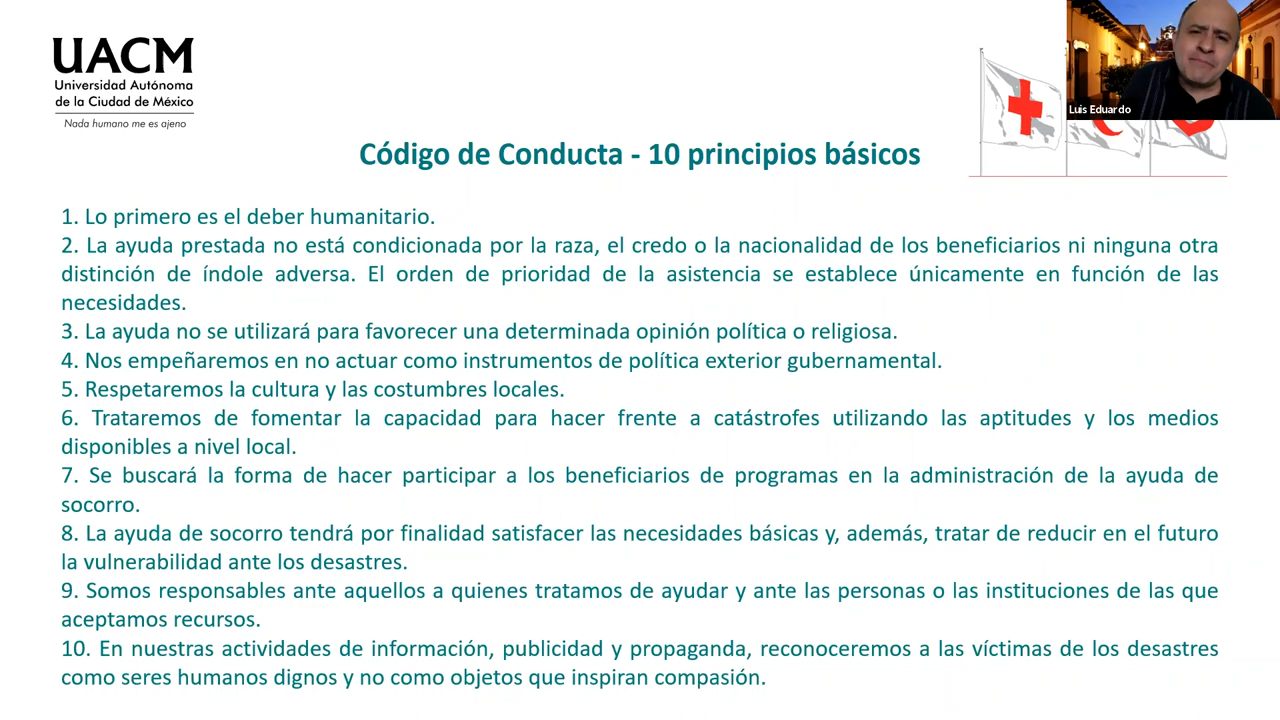 UACM
Universidad Autónoma
de la Ciudad de México
Nada humano me es ajeno
Luis Eduardo
Código de Conducta - 10 principios básicos
1. Lo primero es el deber humanitario.
2. La ayuda prestada no está condicionada por la raza, el credo o la nacionalidad de los beneficiarios ni ninguna otra
distinción de índole adversa. El orden de prioridad de la asistencia se establece únicamente en función de las
necesidades.
3. La ayuda no se utilizará para favorecer una determinada opinión política o religiosa.
4. Nos empeñaremos en no actuar como instrumentos de política exterior gubernamental.
5. Respetaremos la cultura y las costumbres locales.
6. Trataremos de fomentar la capacidad para hacer frente a catástrofes utilizando las aptitudes y los medios
disponibles a nivel local.
7. Se buscará la forma de hacer participar a los beneficiarios de programas en la administración de la ayuda de
socorro.
8. La ayuda de socorro tendrá por finalidad satisfacer las necesidades básicas y, además, tratar de reducir en el futuro
la vulnerabilidad ante los desastres.
9. Somos responsables ante aquellos a quienes tratamos de ayudar y ante las personas o las instituciones de las que
aceptamos recursos.
10. En nuestras actividades de información, publicidad y propaganda, reconoceremos a las víctimas de los desastres
como seres humanos dignos y no como objetos que inspiran compasión.